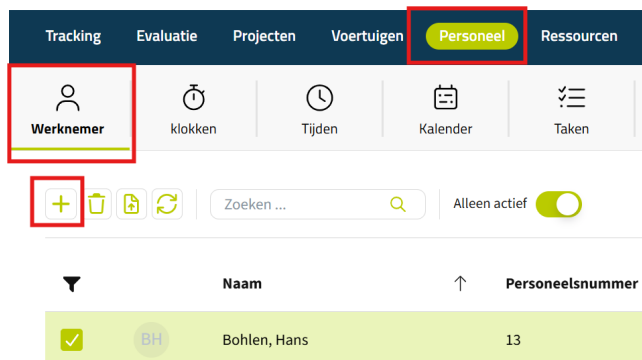 Tracking Evaluatie Projecten Voertuigen Personeel Ressourcen
Werknemer klokken Tijden Kalender Taken
Zoeken ... Alleen actief
Naam Personeelsnummer
BH Bohlen, Hans 13